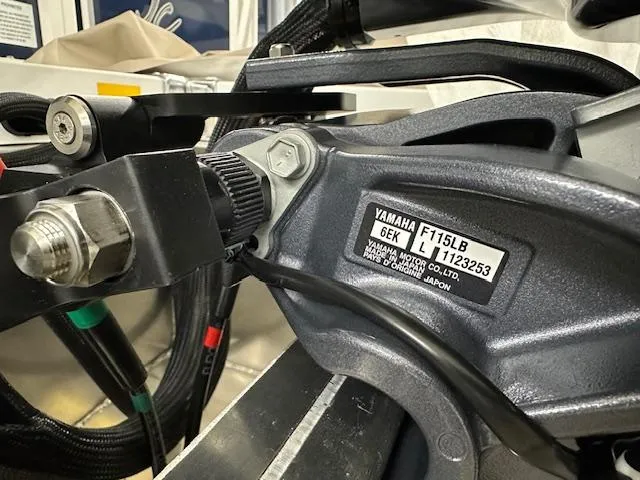 YAMAHA F115LB
6EK L 1123253
YAMAHA MOTOR CO.,LTD.
MADE IN JAPAN
PAYS D'ORIGINE JAPON